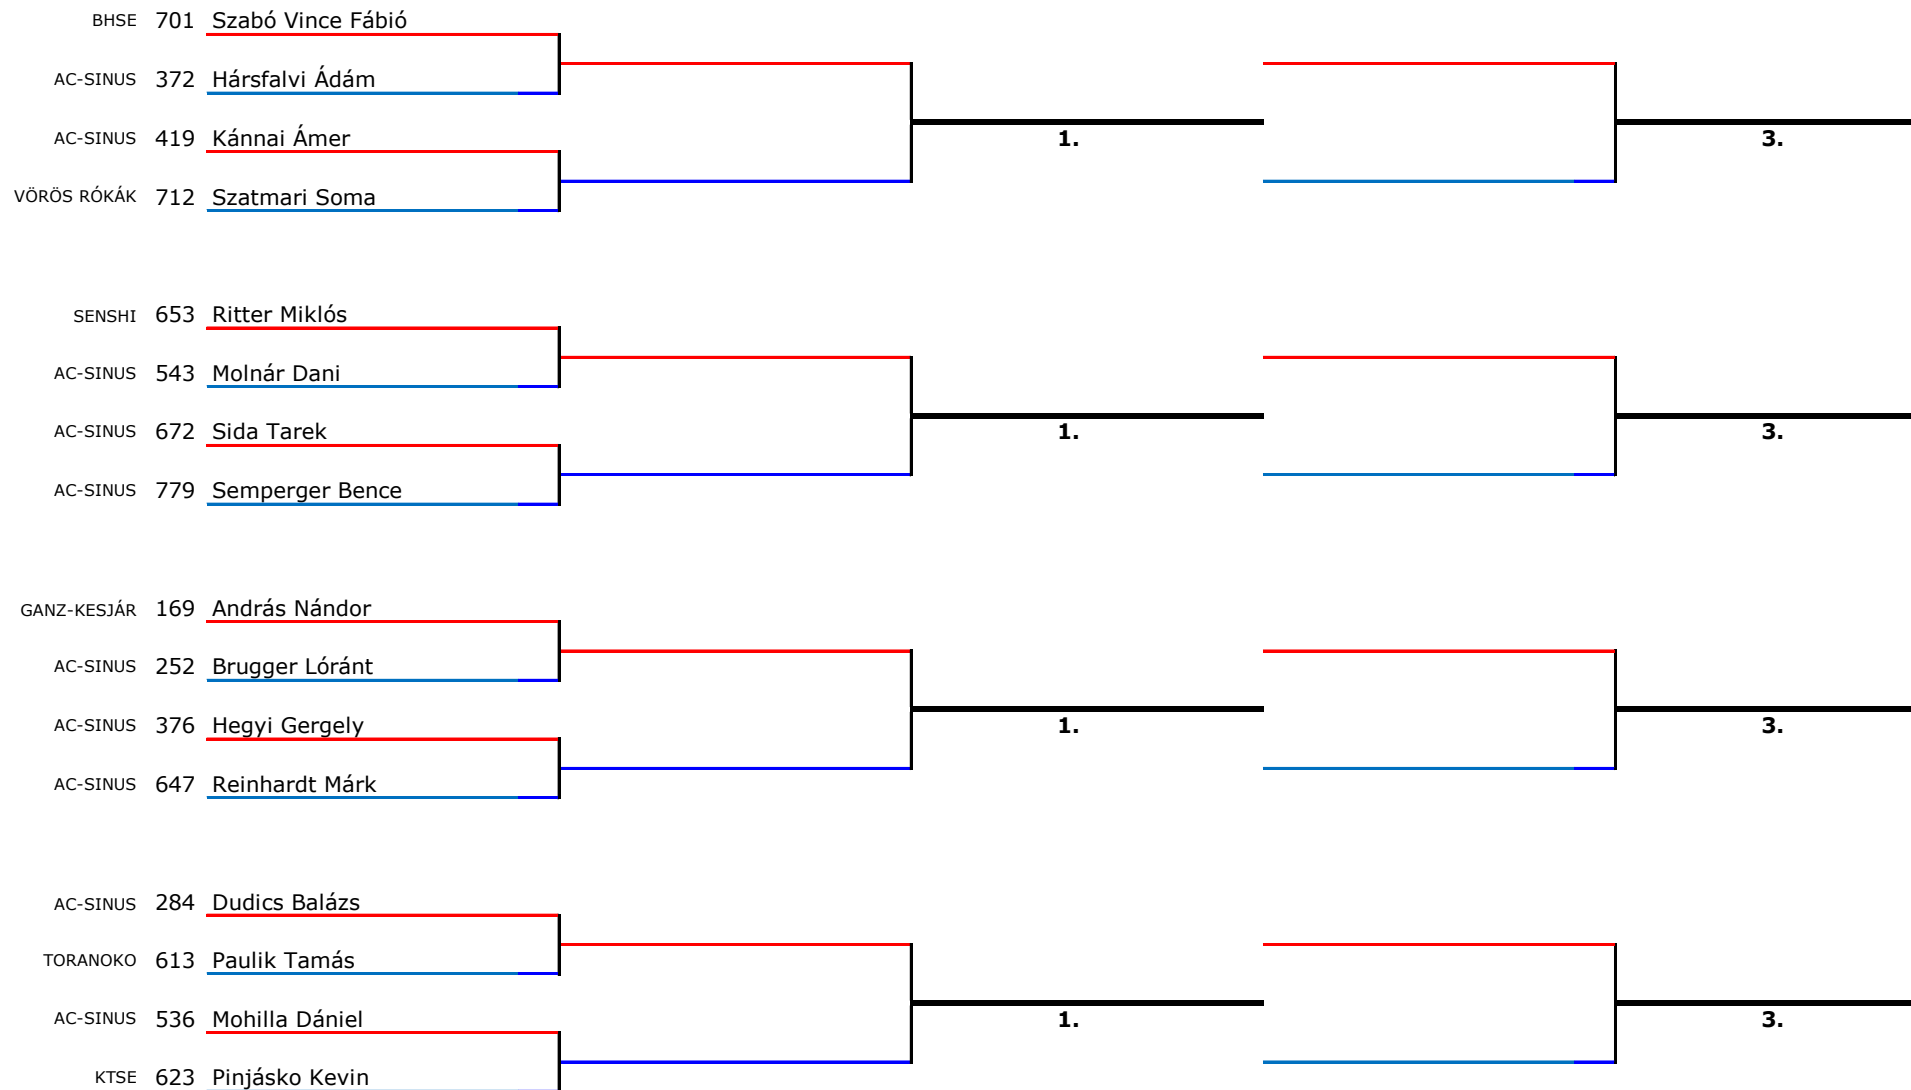 BHSE 701 Szabó Vince Fábió
AC-SINUS 372 Hársfalvi Ádám
1. 3.
AC-SINUS 419 Kánnai Ámer
VÖRÖS RÓKÁK 712 Szatmari Soma
SENSHI 653 Ritter Miklós
AC-SINUS 543 Molnár Dani
AC-SINUS 672 Sida Tarek 1. 3.
AC-SINUS 779 Semperger Bence
GANZ-KESJÁR 169 András Nándor
AC-SINUS 252 Brugger Lóránt
AC-SINUS 376 Hegyi Gergely 1. 3.
AC-SINUS 647 Reinhardt Márk
AC-SINUS 284 Dudics Balázs
TORANOKO 613 Paulik Tamás
AC-SINUS 536 Mohilla Dániel 1. 3.
KTSE 623 Pinjásko Kevin